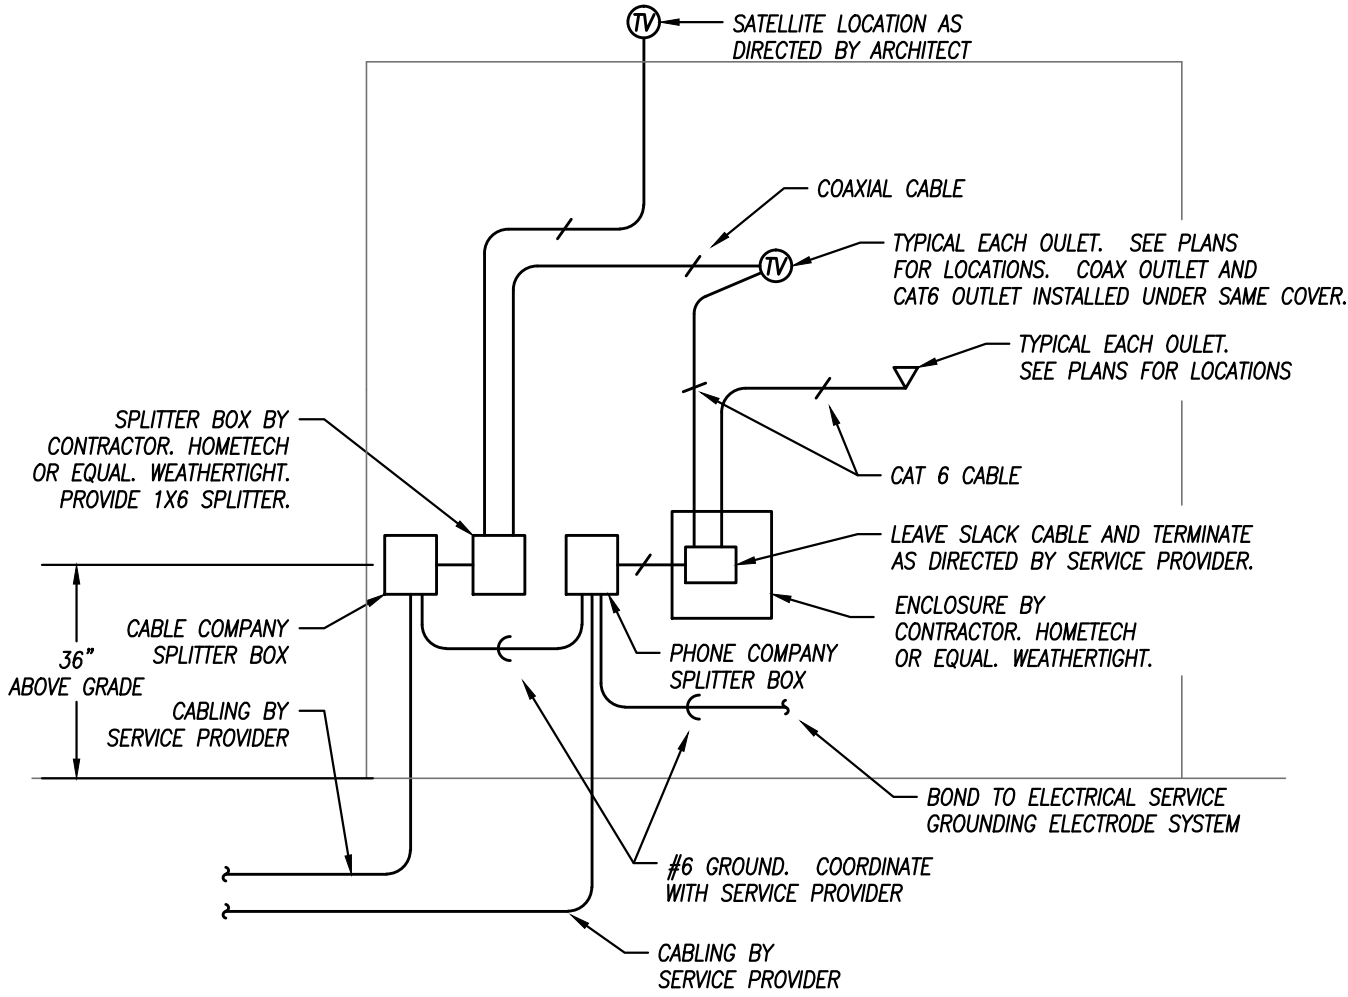 TV
SATELLITE LOCATION AS
DIRECTED BY ARCHITECT
COAXIAL CABLE
TV
TYPICAL EACH OULET. SEE PLANS
FOR LOCATIONS. COAX OUTLET AND
CAT6 OUTLET INSTALLED UNDER SAME COVER.
TYPICAL EACH OULET.
SEE PLANS FOR LOCATIONS
SPLITTER BOX BY
CONTRACTOR. HOMETECH
OR EQUAL. WEATHERTIGHT.
PROVIDE 1X6 SPLITTER.
CAT 6 CABLE
LEAVE SLACK CABLE AND TERMINATE
AS DIRECTED BY SERVICE PROVIDER.
ENCLOSURE BY
CONTRACTOR. HOMETECH
OR EQUAL. WEATHERTIGHT.
CABLE COMPANY
SPLITTER BOX
36"
ABOVE GRADE
PHONE COMPANY
SPLITTER BOX
CABLING BY
SERVICE PROVIDER
BOND TO ELECTRICAL SERVICE
GROUNDING ELECTRODE SYSTEM
#6 GROUND. COORDINATE
WITH SERVICE PROVIDER
CABLING BY
SERVICE PROVIDER